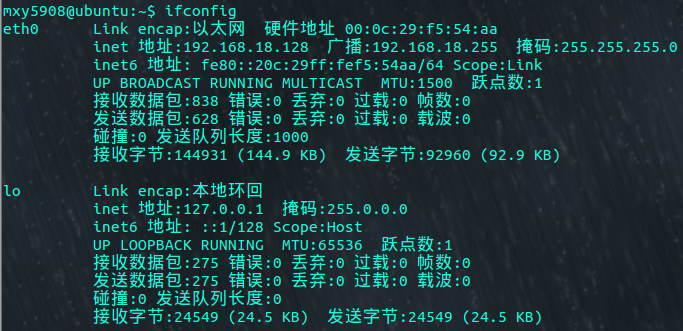 mxy5908@ubuntu:~$ ifconfig
eth0      Link encap:以太网  硬件地址 00:0c:29:f5:54:aa
          inet 地址:192.168.18.128  广播:192.168.18.255  掩码:255.255.255.0
          inet6 地址: fe80::20c:29ff:fef5:54aa/64 Scope:Link
          UP BROADCAST RUNNING MULTICAST  MTU:1500  跃点数:1
          接收数据包:838 错误:0 丢弃:0 过载:0 帧数:0
          发送数据包:628 错误:0 丢弃:0 过载:0 载波:0
          碰撞:0 发送队列长度:1000
          接收字节:144931 (144.9 KB)  发送字节:92960 (92.9 KB)
lo        Link encap:本地环回
          inet 地址:127.0.0.1  掩码:255.0.0.0
          inet6 地址: ::1/128 Scope:Host
          UP LOOPBACK RUNNING  MTU:65536  跃点数:1
          接收数据包:275 错误:0 丢弃:0 过载:0 帧数:0
          发送数据包:275 错误:0 丢弃:0 过载:0 载波:0
          碰撞:0 发送队列长度:0
          接收字节:24549 (24.5 KB)  发送字节:24549 (24.5 KB)